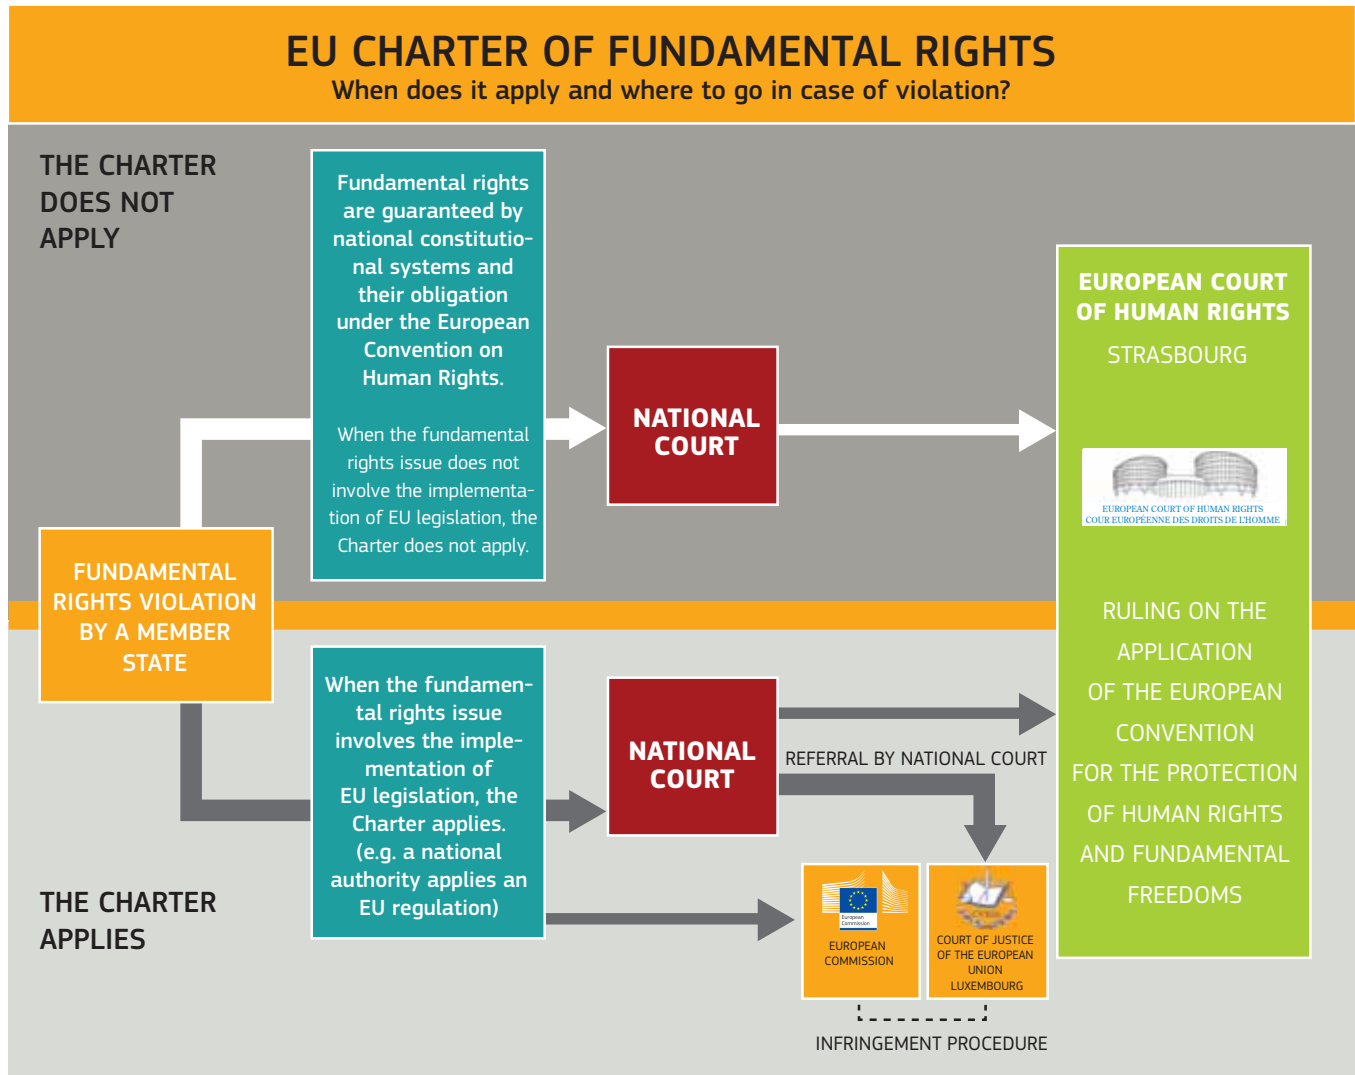 EU CHARTER OF FUNDAMENTAL RIGHTS
When does it apply and where to go in case of violation?
THE CHARTER
DOES NOT
APPLY
Fundamental rights
are guaranteed by
national constitutio-
nal systems and
their obligation
under the European
Convention on
Human Rights.
When the fundamental
rights issue does not
involve the implementa-
tion of EU legislation, the
Charter does not apply.
NATIONAL
COURT
EUROPEAN COURT
OF HUMAN RIGHTS
STRASBOURG
EUROPEAN COURT OF HUMAN RIGHTS
COUR EUROPÉENNE DES DROITS DE L'HOMME
RULING ON THE
APPLICATION
OF THE EUROPEAN
CONVENTION
FOR THE PROTECTION
OF HUMAN RIGHTS
AND FUNDAMENTAL
FREEDOMS
FUNDAMENTAL
RIGHTS VIOLATION
BY A MEMBER
STATE
When the fundamen-
tal rights issue
involves the imple-
mentation of
EU legislation, the
Charter applies.
(e.g. a national
authority applies an
EU regulation)
NATIONAL
COURT
REFERRAL BY NATIONAL COURT
THE CHARTER
APPLIES
European
Commission
EUROPEAN
COMMISSION
COURT OF JUSTICE
OF THE EUROPEAN
UNION
LUXEMBOURG
INFRINGEMENT PROCEDURE